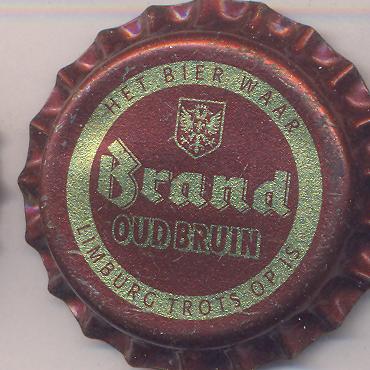 HET BIER WAAR
Brand
OUD BRUIN
LIMBURG TROTS OP IS